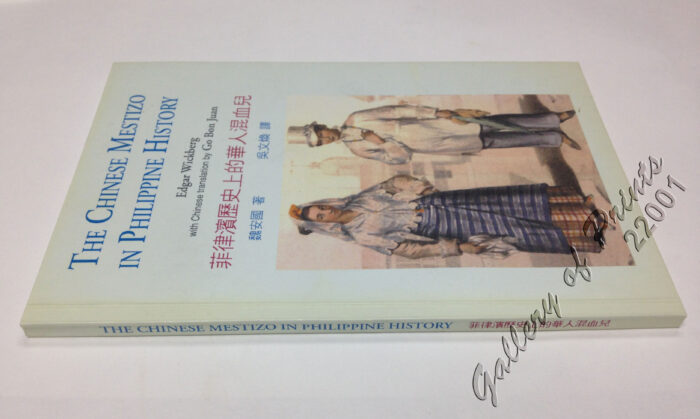 THE CHINESE MESTIZO
IN PHILIPPINE HISTORY
Edgar Wickberg
with Chinese translation by Go Bon Juan
菲律濱歷史上的華人混血兒
魏安國 著
吳文煥 譯
THE CHINESE MESTIZO IN PHILIPPINE HISTORY 菲律濱歷史上的華人混血兒
Gallery of Prints
22001